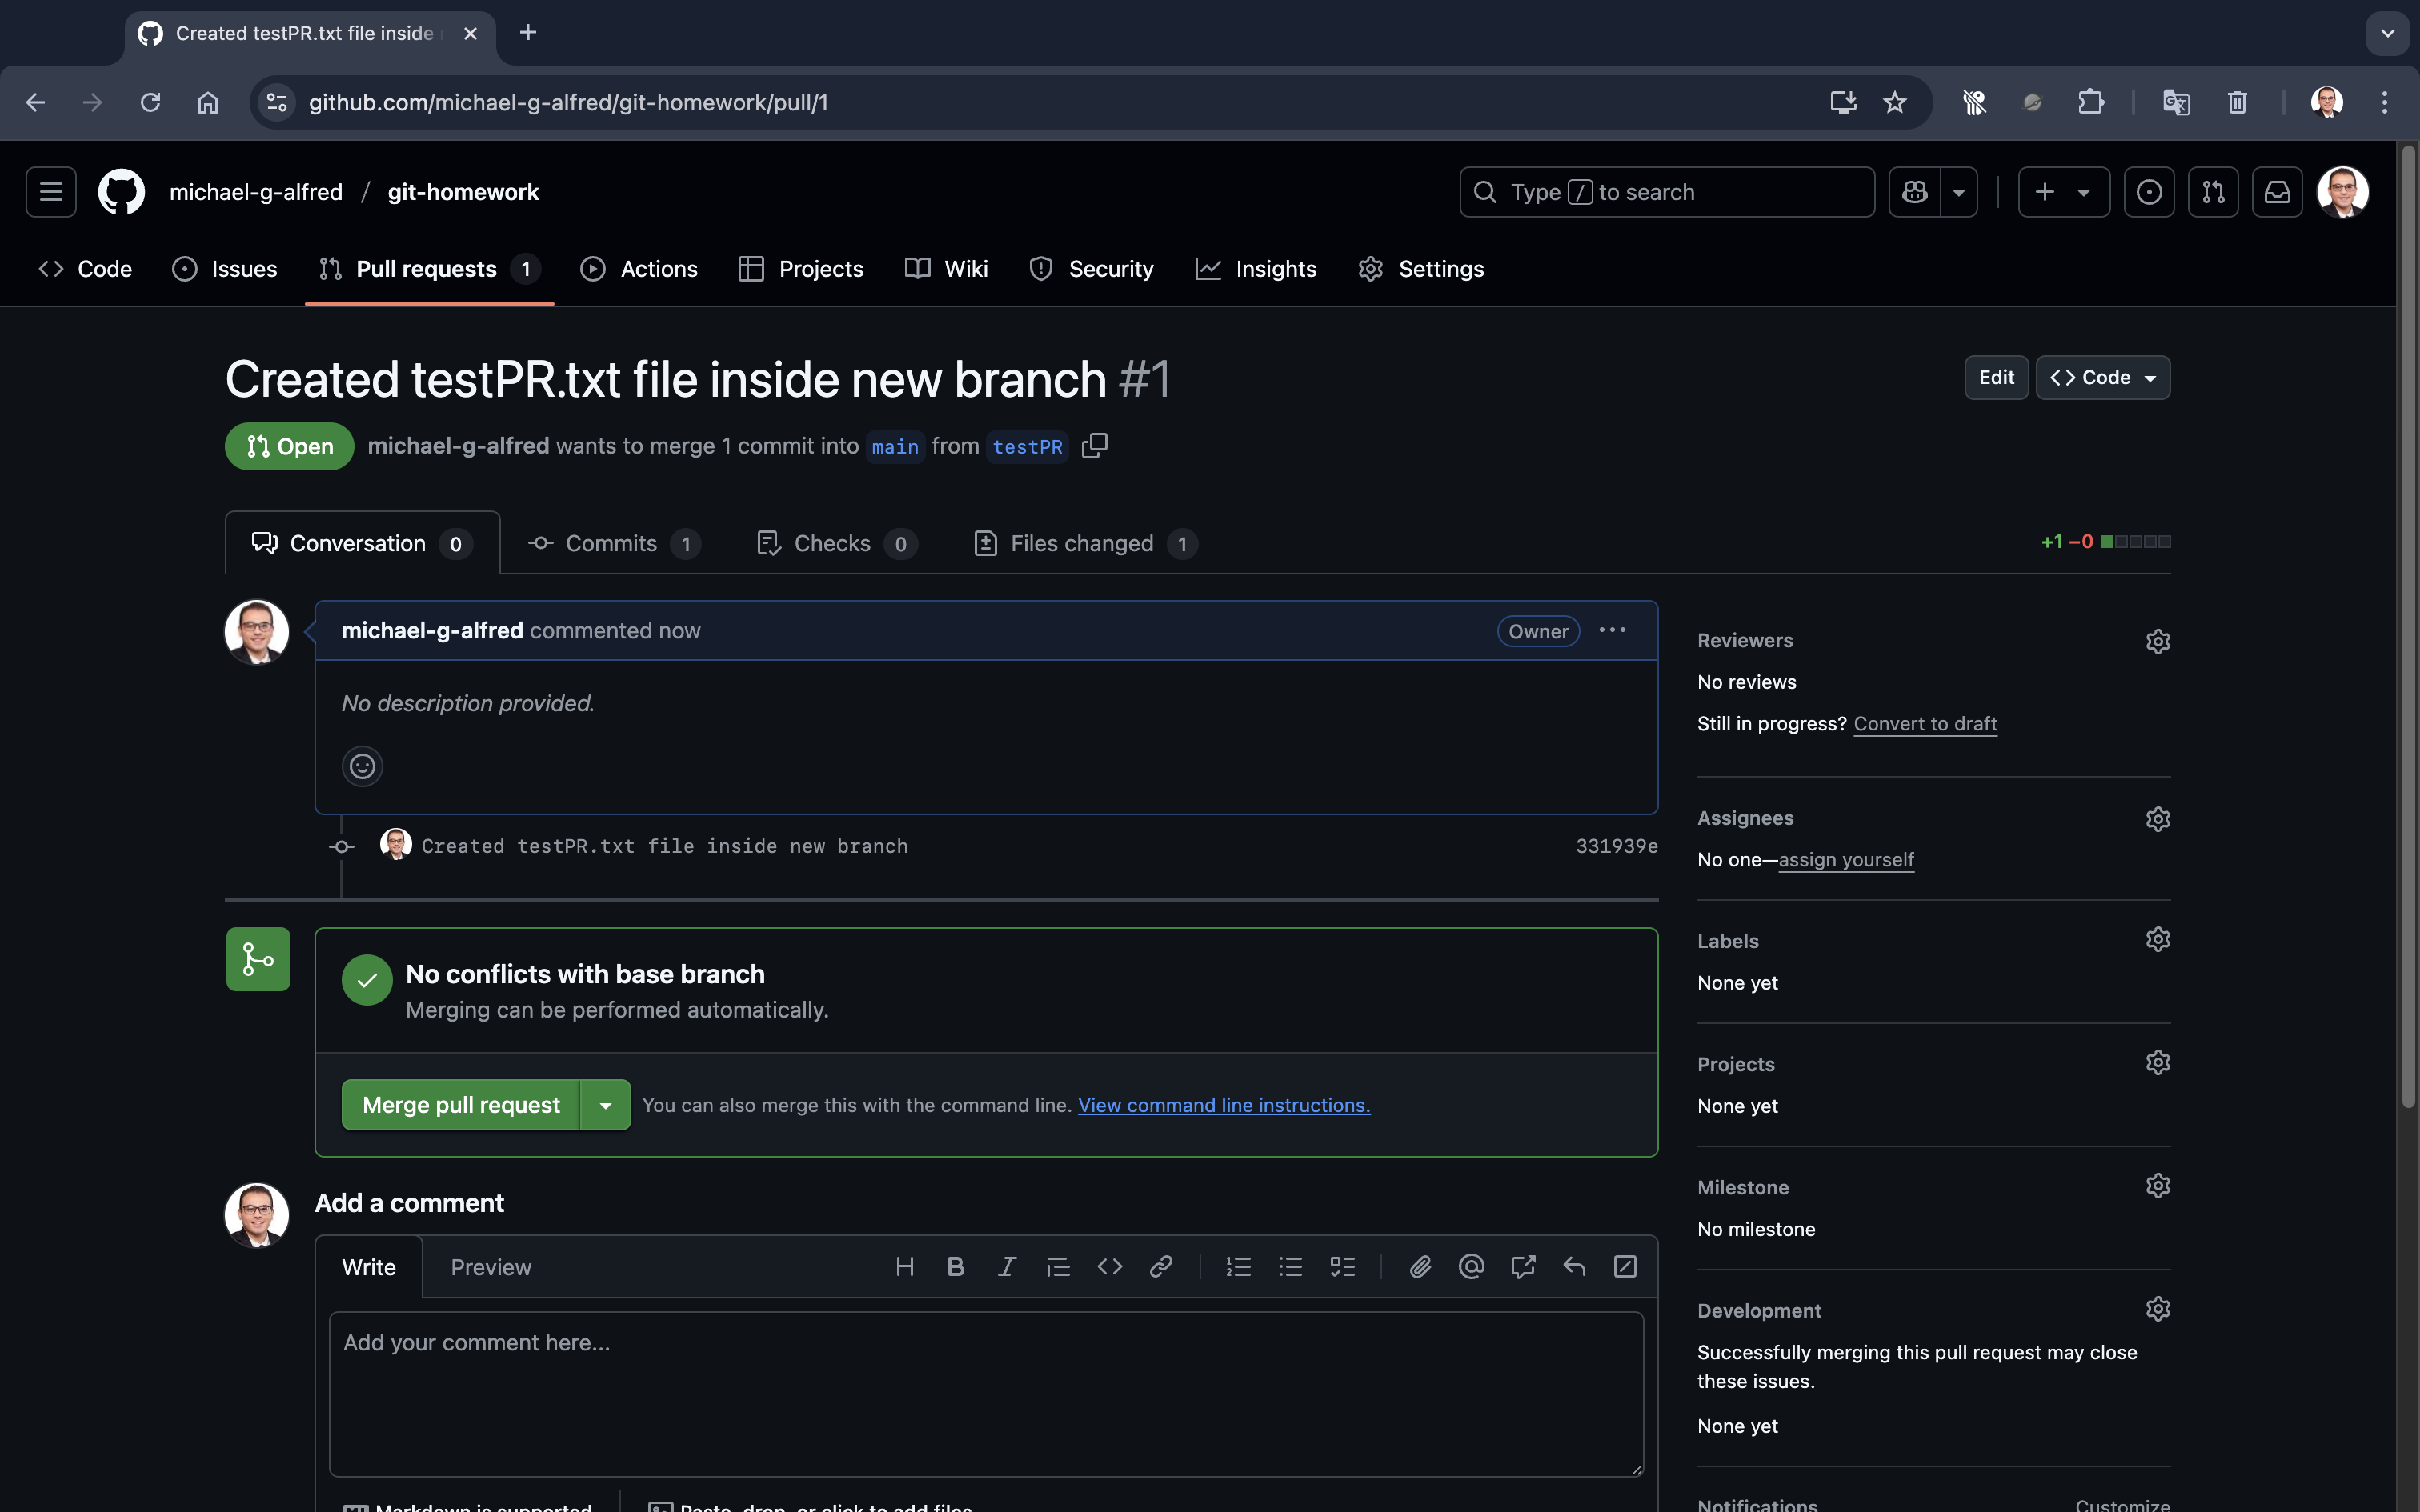 Created testPR.txt file inside
github.com/michael-g-alfred/git-homework/pull/1
michael-g-alfred / git-homework
Type / to search
Code
Issues
Pull requests 1
Actions
Projects
Wiki
Security
Insights
Settings
Created testPR.txt file inside new branch #1
Edit
Code
Open
michael-g-alfred wants to merge 1 commit into main from testPR
Conversation 0
Commits 1
Checks 0
Files changed 1
+1 −0
michael-g-alfred commented now
Owner
No description provided.
Created testPR.txt file inside new branch
331939e
No conflicts with base branch
Merging can be performed automatically.
Merge pull request
You can also merge this with the command line. View command line instructions.
Add a comment
Write
Preview
Add your comment here...
Markdown is supported
Paste, drop, or click to add files
Reviewers
No reviews
Still in progress? Convert to draft
Assignees
No one—assign yourself
Labels
None yet
Projects
None yet
Milestone
No milestone
Development
Successfully merging this pull request may close
these issues.
None yet
Notifications
Customize